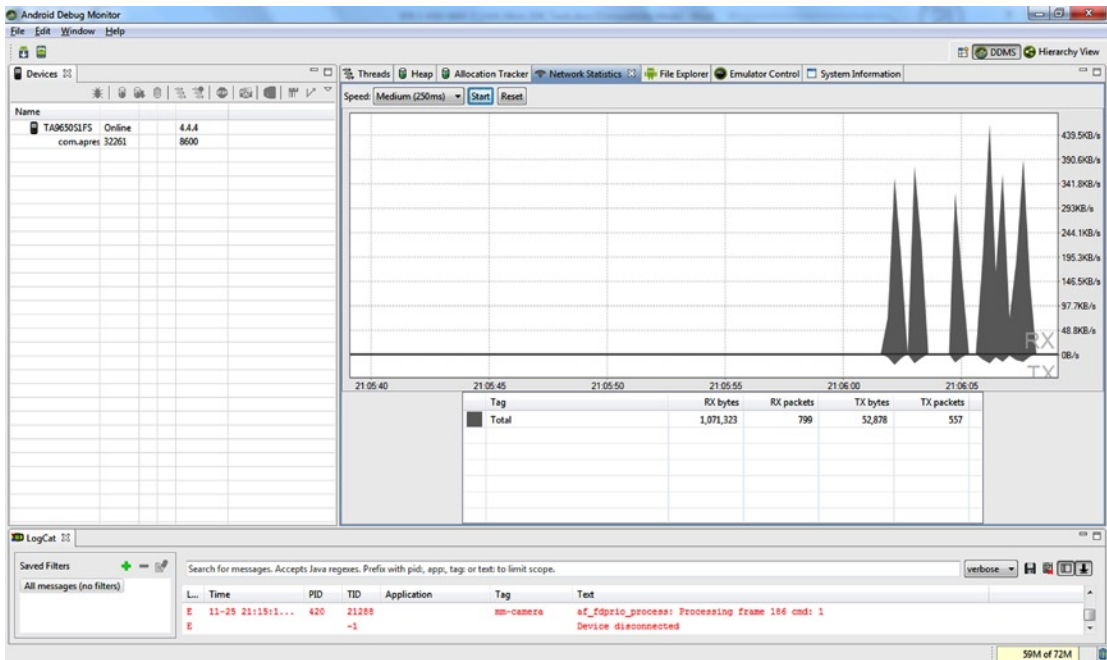 Android Debug Monitor
File Edit Window Help
DDMS Hierarchy View
Devices
Threads Heap Allocation Tracker Network Statistics File Explorer Emulator Control System Information
Speed: Medium (250ms) Start Reset
Name
TA965051FS Online 4.4.4
com.apres 32261 8600
439.5KB/s
390.6KB/s
341.8KB/s
293KB/s
244.1KB/s
195.3KB/s
146.5KB/s
97.7KB/s
48.8KB/s
RX
0B/s
TX
21:05:40 21:05:45 21:05:50 21:05:55 21:06:00 21:06:05
Tag RX bytes RX packets TX bytes TX packets
Total 1,071,323 799 52,878 557
LogCat
Saved Filters
Search for messages. Accepts Java regexes. Prefix with pid:, app:, tag: or text: to limit scope.
verbose
All messages (no filters)
L... Time PID TID Application Tag Text
E 11-25 21:15:1... 420 21288 mm-camera af_fdprio_process: Processing frame 186 cmd: 1
E -1 Device disconnected
59M of 72M